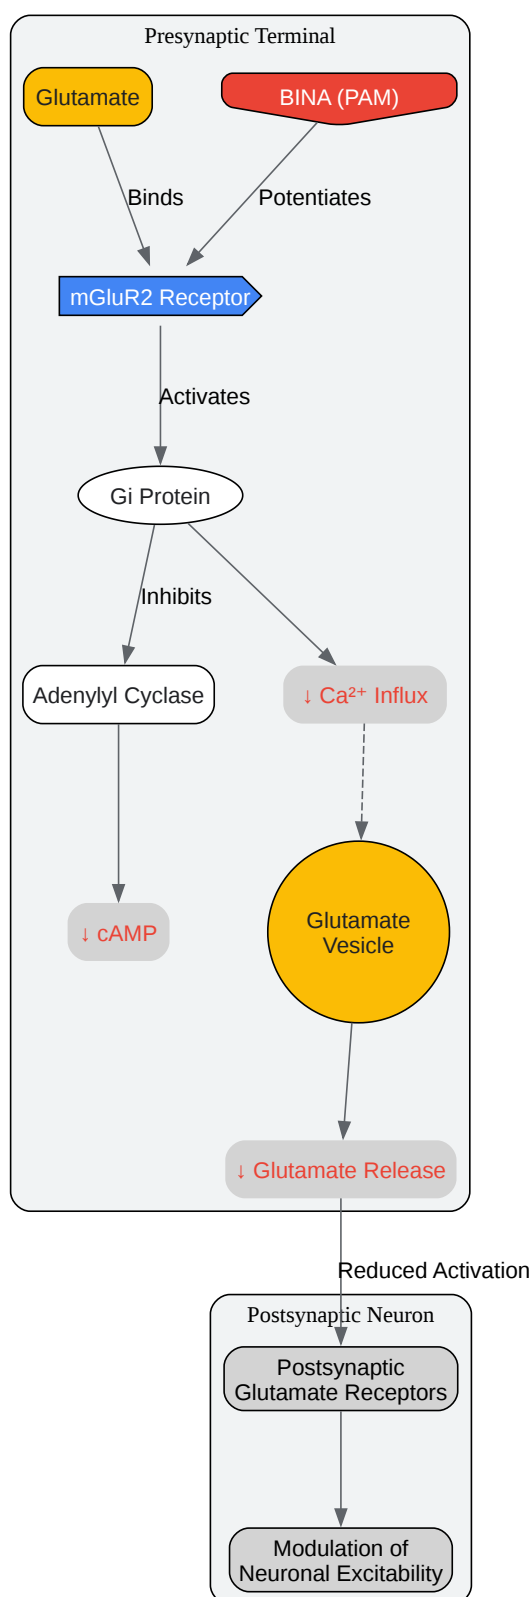 Presynaptic Terminal
Glutamate
BINA (PAM)
Binds
Potentiates
mGluR2 Receptor
Activates
Gi Protein
Inhibits
Adenylyl Cyclase
↓ Ca²⁺ Influx
Glutamate
Vesicle
↓ cAMP
↓ Glutamate Release
Reduced Activation
Postsynaptic Neuron
Postsynaptic
Glutamate Receptors
Modulation of
Neuronal Excitability